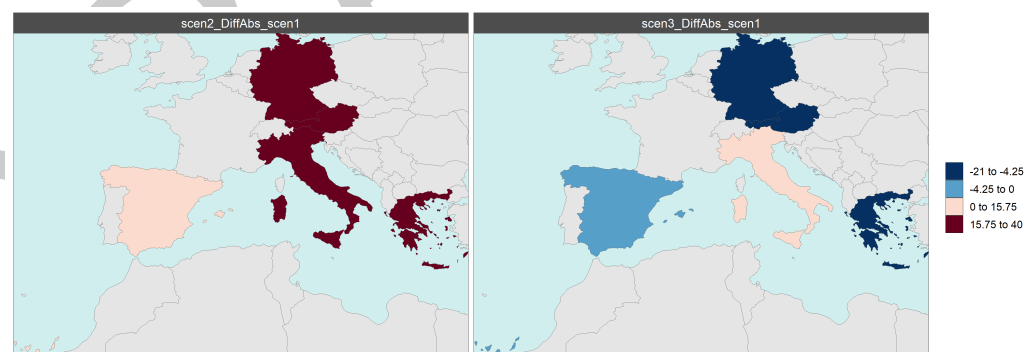 scen2_DiffAbs_scen1
scen3_DiffAbs_scen1
-21 to -4.25
-4.25 to 0
0 to 15.75
15.75 to 40